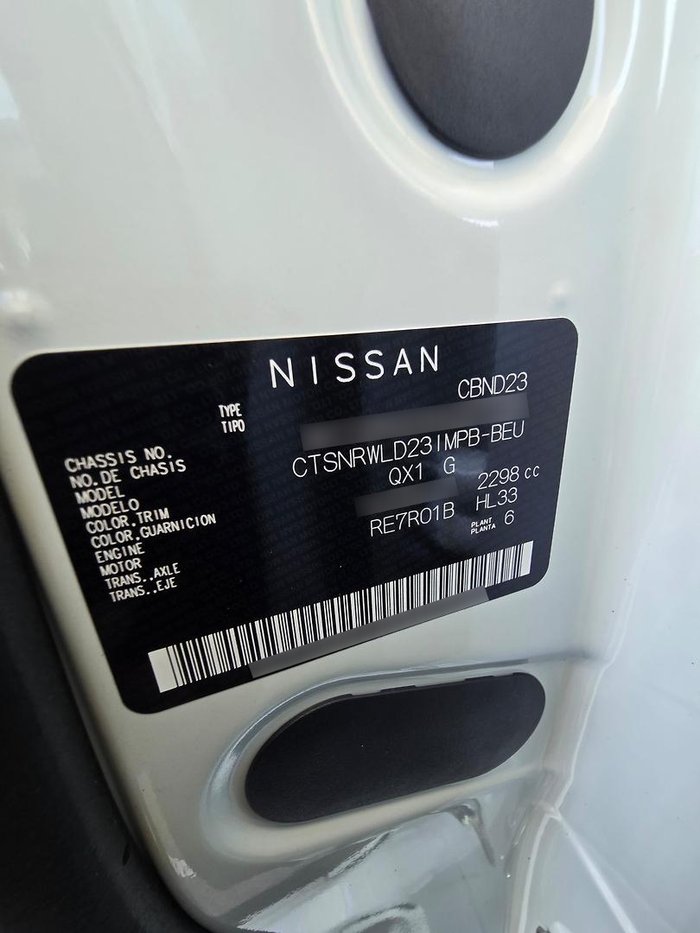 NISSAN
TYPE CBND23
TIPO
CHASSIS NO.
NO. DE CHASIS
MODEL CTSNRWLD23IMPB-BEU
MODELO
COLOR,TRIM QX1 G
COLOR,GUARNICION
ENGINE 2298 cc
MOTOR
TRANS.,AXLE RE7R01B HL33
TRANS.,EJE
PLANT 6
PLANTA